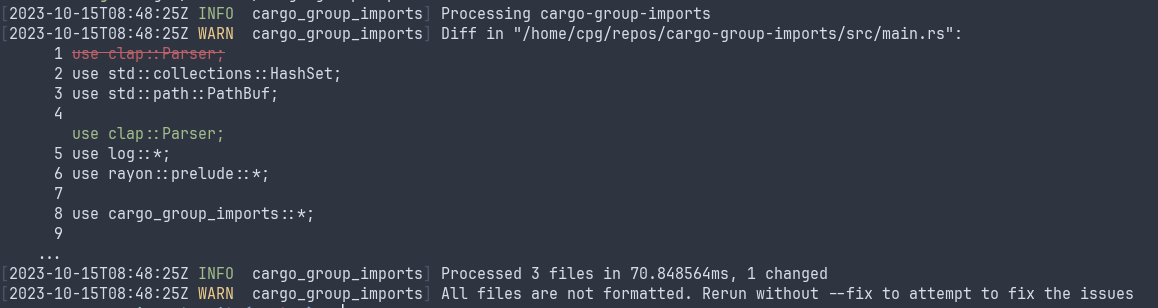 [2023-10-15T08:48:25Z INFO  cargo_group_imports] Processing cargo-group-imports
[2023-10-15T08:48:25Z WARN  cargo_group_imports] Diff in "/home/cpg/repos/cargo-group-imports/src/main.rs":
1 use clap::Parser;
2 use std::collections::HashSet;
3 use std::path::PathBuf;
4
use clap::Parser;
5 use log::*;
6 use rayon::prelude::*;
7
8 use cargo_group_imports::*;
9
...
[2023-10-15T08:48:25Z INFO  cargo_group_imports] Processed 3 files in 70.848564ms, 1 changed
[2023-10-15T08:48:25Z WARN  cargo_group_imports] All files are not formatted. Rerun without --fix to attempt to fix the issues